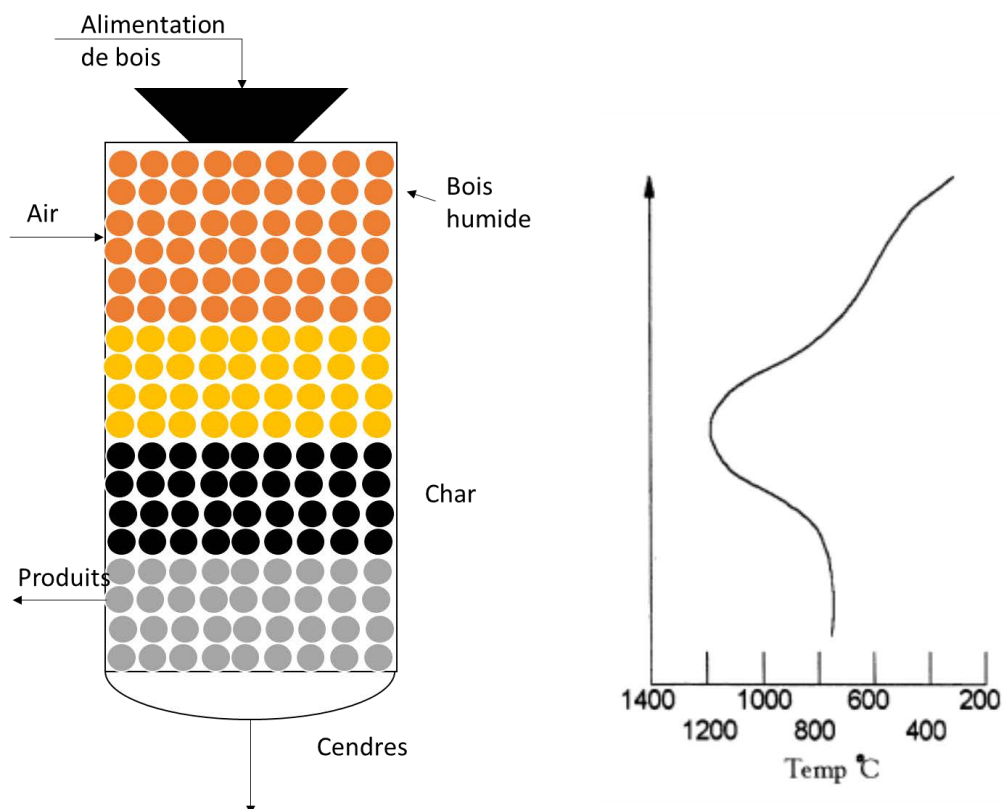 Alimentation
de bois
Air
Bois
humide
Char
Produits
Cendres
1400 1000 600 200
1200 800 400
Temp °C